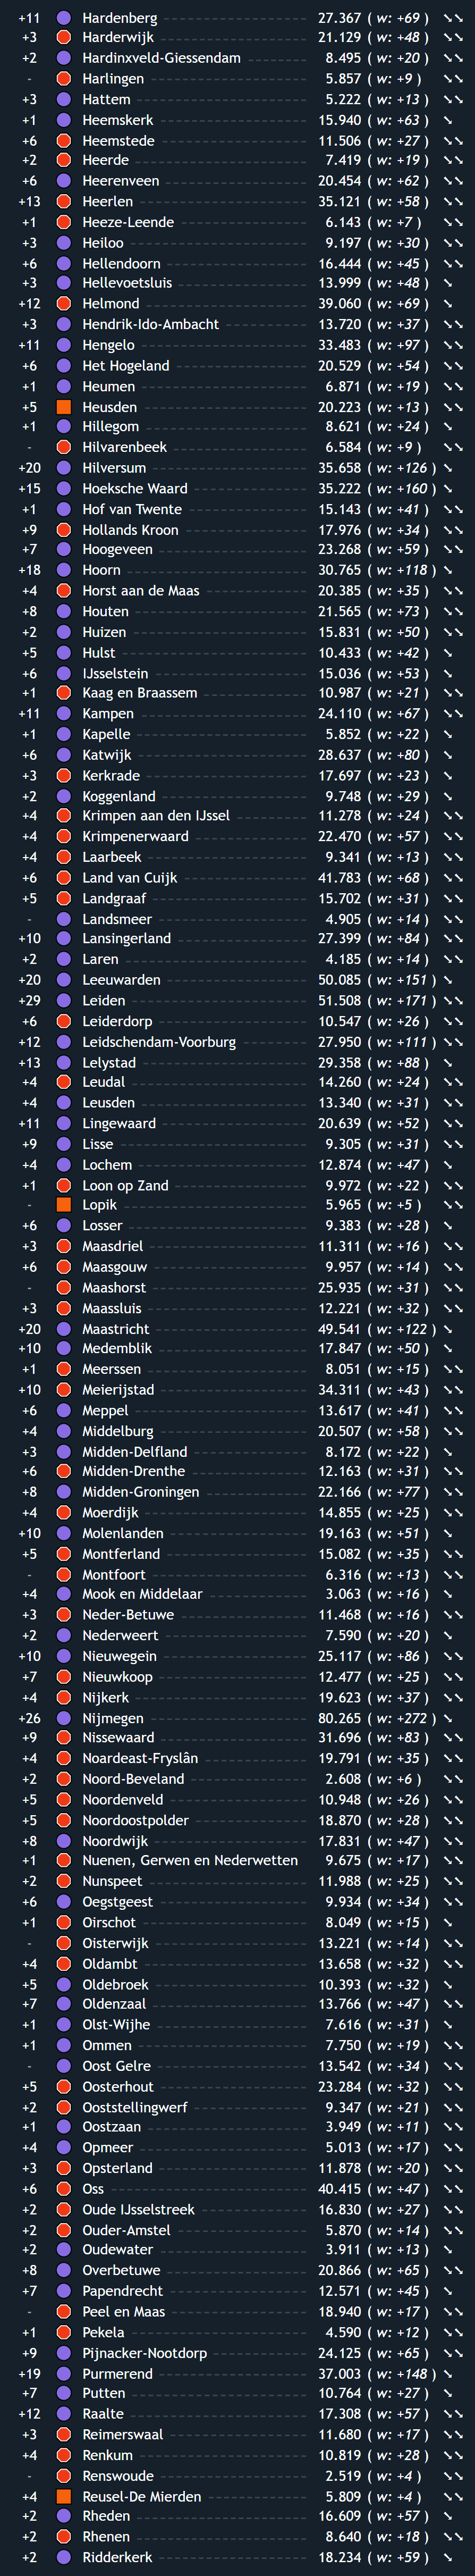 +11 Hardenberg 27.367 ( w: +69 ) ↘↘
+3 Harderwijk 21.129 ( w: +48 ) ↘↘
+2 Hardinxveld-Giessendam 8.495 ( w: +20 ) ↘↘
- Harlingen 5.857 ( w: +9 ) ↘↘
+3 Hattem 5.222 ( w: +13 ) ↘↘
+1 Heemskerk 15.940 ( w: +63 ) ↘
+6 Heemstede 11.506 ( w: +27 ) ↘↘
+2 Heerde 7.419 ( w: +19 ) ↘↘
+6 Heerenveen 20.454 ( w: +62 ) ↘↘
+13 Heerlen 35.121 ( w: +58 ) ↘↘
+1 Heeze-Leende 6.143 ( w: +7 ) ↘↘
+3 Heiloo 9.197 ( w: +30 ) ↘↘
+6 Hellendoorn 16.444 ( w: +45 ) ↘↘
+3 Hellevoetsluis 13.999 ( w: +48 ) ↘
+12 Helmond 39.060 ( w: +69 ) ↘
+3 Hendrik-Ido-Ambacht 13.720 ( w: +37 ) ↘↘
+11 Hengelo 33.483 ( w: +97 ) ↘↘
+6 Het Hogeland 20.529 ( w: +54 ) ↘↘
+1 Heumen 6.871 ( w: +19 ) ↘↘
+5 Heusden 20.223 ( w: +13 ) ↘↘
+1 Hillegom 8.621 ( w: +24 ) ↘
- Hilvarenbeek 6.584 ( w: +9 ) ↘↘
+20 Hilversum 35.658 ( w: +126 ) ↘
+15 Hoeksche Waard 35.222 ( w: +160 ) ↘
+1 Hof van Twente 15.143 ( w: +41 ) ↘↘
+9 Hollands Kroon 17.976 ( w: +34 ) ↘↘
+7 Hoogeveen 23.268 ( w: +59 ) ↘↘
+18 Hoorn 30.765 ( w: +118 ) ↘
+4 Horst aan de Maas 20.385 ( w: +35 ) ↘↘
+8 Houten 21.565 ( w: +73 ) ↘↘
+2 Huizen 15.831 ( w: +50 ) ↘↘
+5 Hulst 10.433 ( w: +42 ) ↘
+6 IJsselstein 15.036 ( w: +53 ) ↘
+1 Kaag en Braassem 10.987 ( w: +21 ) ↘↘
+11 Kampen 24.110 ( w: +67 ) ↘↘
+1 Kapelle 5.852 ( w: +22 ) ↘
+6 Katwijk 28.637 ( w: +80 ) ↘
+3 Kerkrade 17.697 ( w: +23 ) ↘
+2 Koggenland 9.748 ( w: +29 ) ↘
+4 Krimpen aan den IJssel 11.278 ( w: +24 ) ↘↘
+4 Krimpenerwaard 22.470 ( w: +57 ) ↘↘
+4 Laarbeek 9.341 ( w: +13 ) ↘↘
+6 Land van Cuijk 41.783 ( w: +68 ) ↘↘
+5 Landgraaf 15.702 ( w: +31 ) ↘↘
- Landsmeer 4.905 ( w: +14 ) ↘↘
+10 Lansingerland 27.399 ( w: +84 ) ↘↘
+2 Laren 4.185 ( w: +14 ) ↘↘
+20 Leeuwarden 50.085 ( w: +151 ) ↘
+29 Leiden 51.508 ( w: +171 ) ↘↘
+6 Leiderdorp 10.547 ( w: +26 ) ↘↘
+12 Leidschendam-Voorburg 27.950 ( w: +111 ) ↘↘
+13 Lelystad 29.358 ( w: +88 ) ↘
+4 Leudal 14.260 ( w: +24 ) ↘↘
+4 Leusden 13.340 ( w: +31 ) ↘↘
+11 Lingewaard 20.639 ( w: +52 ) ↘↘
+9 Lisse 9.305 ( w: +31 ) ↘↘
+4 Lochem 12.874 ( w: +47 ) ↘
+1 Loon op Zand 9.972 ( w: +22 ) ↘↘
- Lopik 5.965 ( w: +5 ) ↘↘
+6 Losser 9.383 ( w: +28 ) ↘
+3 Maasdriel 11.311 ( w: +16 ) ↘↘
+6 Maasgouw 9.957 ( w: +14 ) ↘↘
- Maashorst 25.935 ( w: +31 ) ↘↘
+3 Maassluis 12.221 ( w: +32 ) ↘↘
+20 Maastricht 49.541 ( w: +122 ) ↘
+10 Medemblik 17.847 ( w: +50 ) ↘
+1 Meerssen 8.051 ( w: +15 ) ↘↘
+10 Meierijstad 34.311 ( w: +43 ) ↘↘
+6 Meppel 13.617 ( w: +41 ) ↘↘
+4 Middelburg 20.507 ( w: +58 ) ↘↘
+3 Midden-Delfland 8.172 ( w: +22 ) ↘
+6 Midden-Drenthe 12.163 ( w: +31 ) ↘↘
+8 Midden-Groningen 22.166 ( w: +77 ) ↘↘
+4 Moerdijk 14.855 ( w: +25 ) ↘↘
+10 Molenlanden 19.163 ( w: +51 ) ↘
+5 Montferland 15.082 ( w: +35 ) ↘↘
- Montfoort 6.316 ( w: +13 ) ↘↘
+4 Mook en Middelaar 3.063 ( w: +16 ) ↘
+3 Neder-Betuwe 11.468 ( w: +16 ) ↘↘
+2 Nederweert 7.590 ( w: +20 ) ↘
+10 Nieuwegein 25.117 ( w: +86 ) ↘↘
+7 Nieuwkoop 12.477 ( w: +25 ) ↘
+4 Nijkerk 19.623 ( w: +37 ) ↘↘
+26 Nijmegen 80.265 ( w: +272 ) ↘
+9 Nissewaard 31.696 ( w: +83 ) ↘↘
+4 Noardeast-Fryslân 19.791 ( w: +35 ) ↘↘
+2 Noord-Beveland 2.608 ( w: +6 ) ↘
+5 Noordenveld 10.948 ( w: +26 ) ↘↘
+5 Noordoostpolder 18.870 ( w: +28 ) ↘↘
+8 Noordwijk 17.831 ( w: +47 ) ↘↘
+1 Nuenen, Gerwen en Nederwetten 9.675 ( w: +17 ) ↘↘
+2 Nunspeet 11.988 ( w: +25 ) ↘↘
+6 Oegstgeest 9.934 ( w: +34 ) ↘↘
+1 Oirschot 8.049 ( w: +15 ) ↘
- Oisterwijk 13.221 ( w: +14 ) ↘↘
+4 Oldambt 13.658 ( w: +32 ) ↘↘
+5 Oldebroek 10.393 ( w: +32 ) ↘
+7 Oldenzaal 13.766 ( w: +47 ) ↘↘
+1 Olst-Wijhe 7.616 ( w: +31 ) ↘
+1 Ommen 7.750 ( w: +19 ) ↘↘
- Oost Gelre 13.542 ( w: +34 ) ↘↘
+5 Oosterhout 23.284 ( w: +32 ) ↘↘
+2 Ooststellingwerf 9.347 ( w: +21 ) ↘↘
+1 Oostzaan 3.949 ( w: +11 ) ↘
+4 Opmeer 5.013 ( w: +17 ) ↘↘
+3 Opsterland 11.878 ( w: +20 ) ↘↘
+6 Oss 40.415 ( w: +47 ) ↘↘
+2 Oude IJsselstreek 16.830 ( w: +27 ) ↘↘
+2 Ouder-Amstel 5.870 ( w: +14 ) ↘↘
+2 Oudewater 3.911 ( w: +13 ) ↘
+8 Overbetuwe 20.866 ( w: +65 ) ↘↘
+7 Papendrecht 12.571 ( w: +45 ) ↘
- Peel en Maas 18.940 ( w: +17 ) ↘↘
+1 Pekela 4.590 ( w: +12 ) ↘↘
+9 Pijnacker-Nootdorp 24.125 ( w: +65 ) ↘↘
+19 Purmerend 37.003 ( w: +148 ) ↘
+7 Putten 10.764 ( w: +27 ) ↘
+12 Raalte 17.308 ( w: +57 ) ↘↘
+3 Reimerswaal 11.680 ( w: +17 ) ↘↘
+4 Renkum 10.819 ( w: +28 ) ↘↘
- Renswoude 2.519 ( w: +4 ) ↘
+4 Reusel-De Mierden 5.809 ( w: +4 ) ↘↘
+2 Rheden 16.609 ( w: +57 ) ↘
+2 Rhenen 8.640 ( w: +18 ) ↘↘
+2 Ridderkerk 18.234 ( w: +59 ) ↘